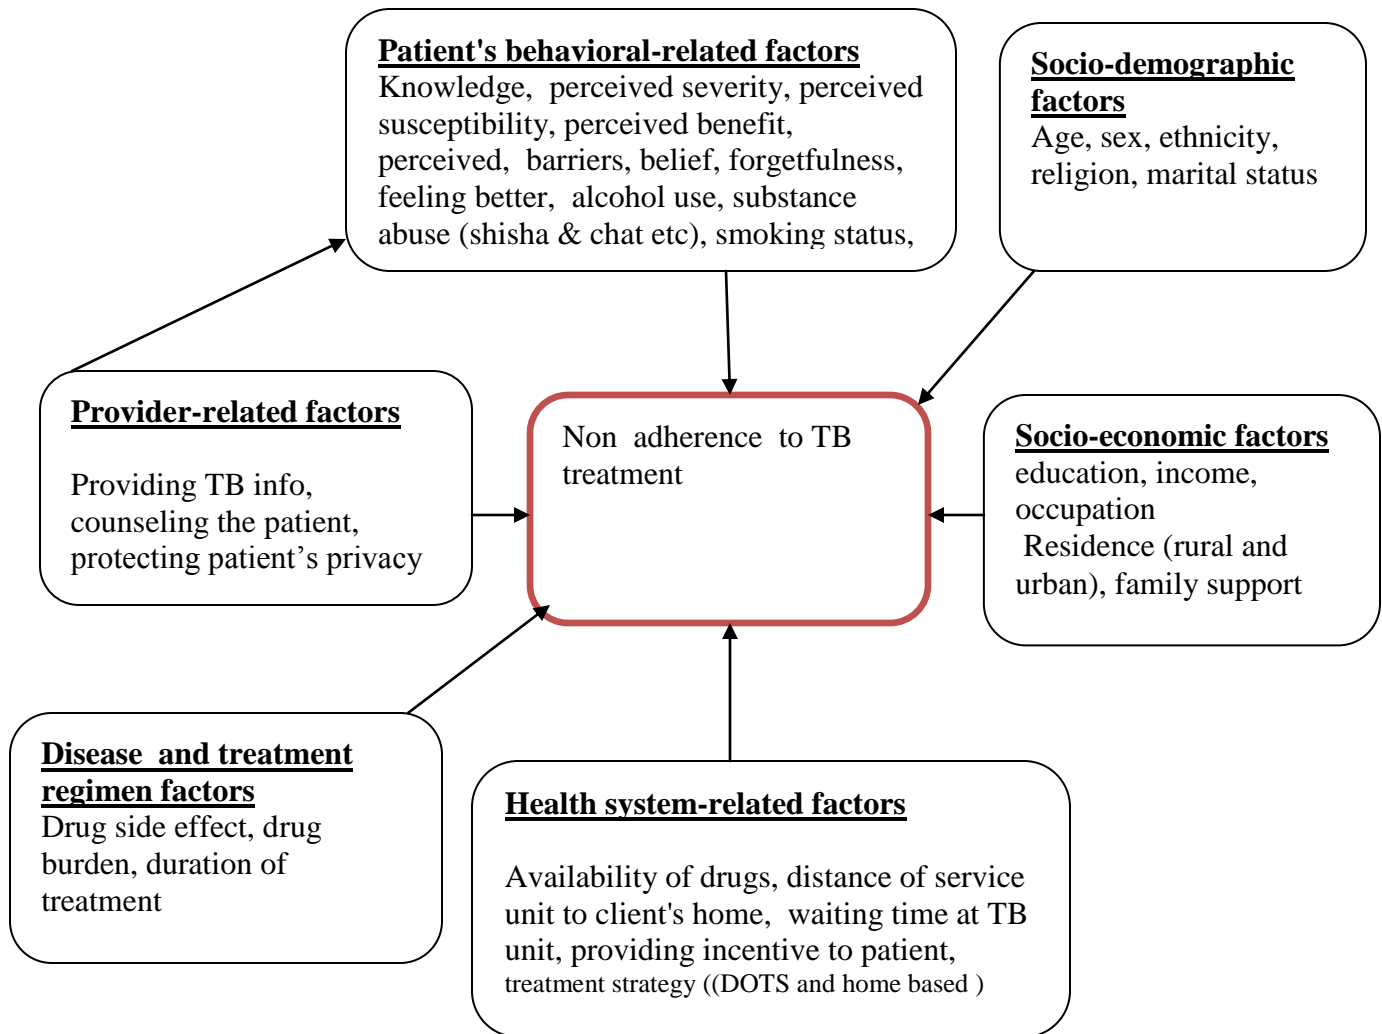 Patient's behavioral-related factors
Knowledge, perceived severity, perceived
susceptibility, perceived benefit,
perceived, barriers, belief, forgetfulness,
feeling better, alcohol use, substance
abuse (shisha & chat etc), smoking status,
Socio-demographic
factors
Age, sex, ethnicity,
religion, marital status
Provider-related factors
Providing TB info,
counseling the patient,
protecting patient’s privacy
Non adherence to TB
treatment
Socio-economic factors
education, income,
occupation
Residence (rural and
urban), family support
Disease and treatment
regimen factors
Drug side effect, drug
burden, duration of
treatment
Health system-related factors
Availability of drugs, distance of service
unit to client's home, waiting time at TB
unit, providing incentive to patient,
treatment strategy ((DOTS and home based )